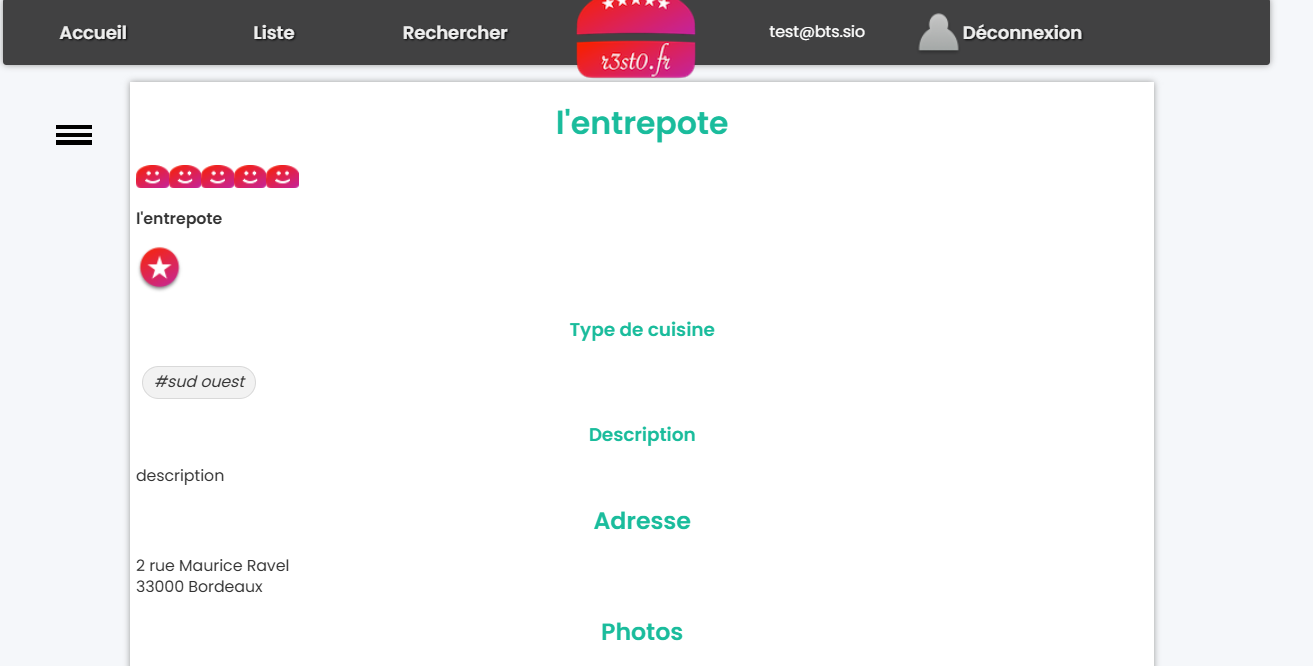 Accueil Liste Rechercher r3st0.fr test@bts.sio Déconnexion
l'entrepote
l'entrepote
Type de cuisine
#sud ouest
Description
description
Adresse
2 rue Maurice Ravel
33000 Bordeaux
Photos